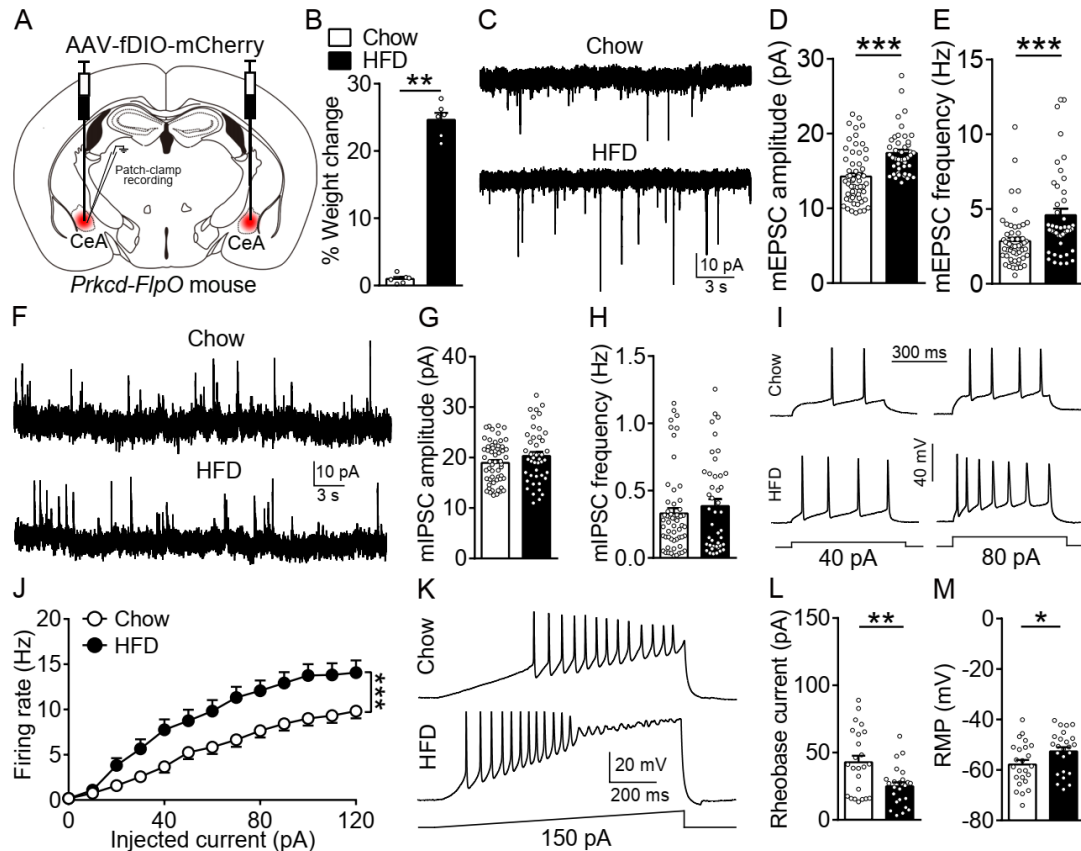 A
AAV-fDIO-mCherry
Patch-clamp
recording
CeA
CeA
Prkcd-FlpO mouse
B
Chow
HFD
% Weight change
30
20
10
0
**
C
Chow
HFD
10 pA
3 s
D
mEPSC amplitude (pA)
30
20
10
0
***
E
mEPSC frequency (Hz)
15
10
5
0
***
F
Chow
HFD
10 pA
3 s
G
mIPSC amplitude (pA)
40
30
20
10
0
H
mIPSC frequency (Hz)
1.5
1.0
0.5
0.0
I
Chow
300 ms
HFD
40 mV
40 pA
80 pA
J
Chow
HFD
Firing rate (Hz)
20
15
10
5
0
***
0 40 80 120
Injected current (pA)
K
Chow
HFD
20 mV
200 ms
150 pA
L
Rheobase current (pA)
150
100
50
0
**
M
RMP (mV)
0
-20
-40
-60
-80
*